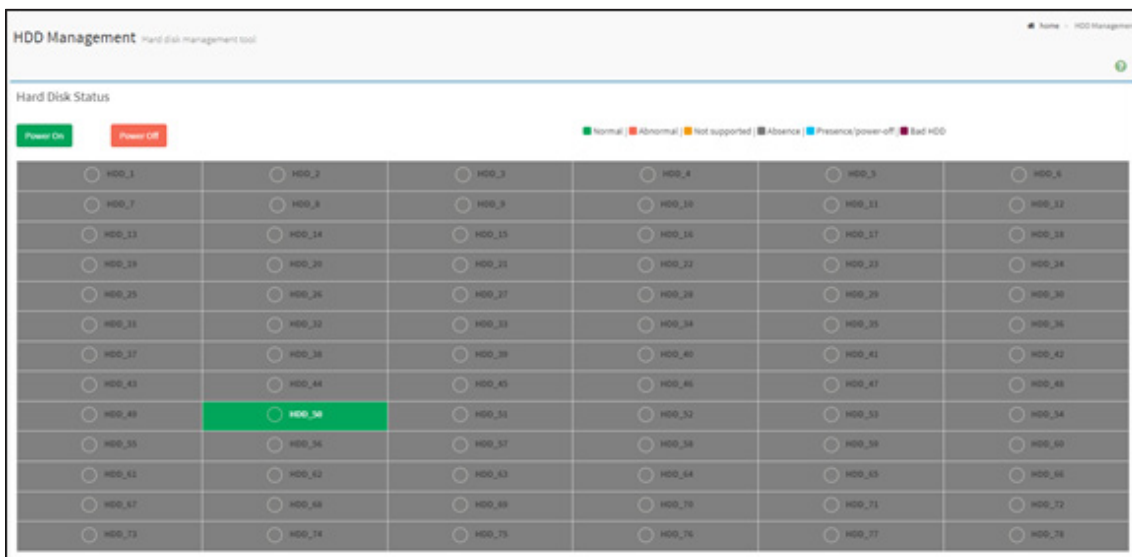 HDD Management Hard disk management tool
home > HDD Management
Hard Disk Status
Power On Power Off
Normal | Abnormal | Not supported | Absence | Presence/power-off | Bad HDD
HDD_1 HDD_2 HDD_3 HDD_4 HDD_5 HDD_6
HDD_7 HDD_8 HDD_9 HDD_10 HDD_11 HDD_12
HDD_13 HDD_14 HDD_15 HDD_16 HDD_17 HDD_18
HDD_19 HDD_20 HDD_21 HDD_22 HDD_23 HDD_24
HDD_25 HDD_26 HDD_27 HDD_28 HDD_29 HDD_30
HDD_31 HDD_32 HDD_33 HDD_34 HDD_35 HDD_36
HDD_37 HDD_38 HDD_39 HDD_40 HDD_41 HDD_42
HDD_43 HDD_44 HDD_45 HDD_46 HDD_47 HDD_48
HDD_49 HDD_50 HDD_51 HDD_52 HDD_53 HDD_54
HDD_55 HDD_56 HDD_57 HDD_58 HDD_59 HDD_60
HDD_61 HDD_62 HDD_63 HDD_64 HDD_65 HDD_66
HDD_67 HDD_68 HDD_69 HDD_70 HDD_71 HDD_72
HDD_73 HDD_74 HDD_75 HDD_76 HDD_77 HDD_78